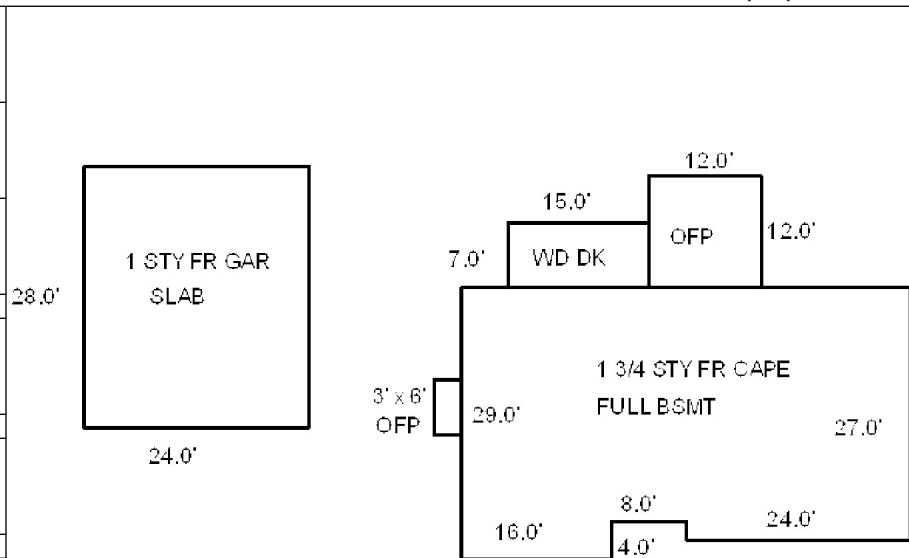 12.0'
15.0'
OFP
12.0'
1 STY FR GAR
7.0'
WD DK
28.0'
SLAB
1 3/4 STY FR CAPE
3' x 6'
FULL BSMT
OFP
29.0'
27.0'
24.0'
8.0'
24.0'
16.0'
4.0'